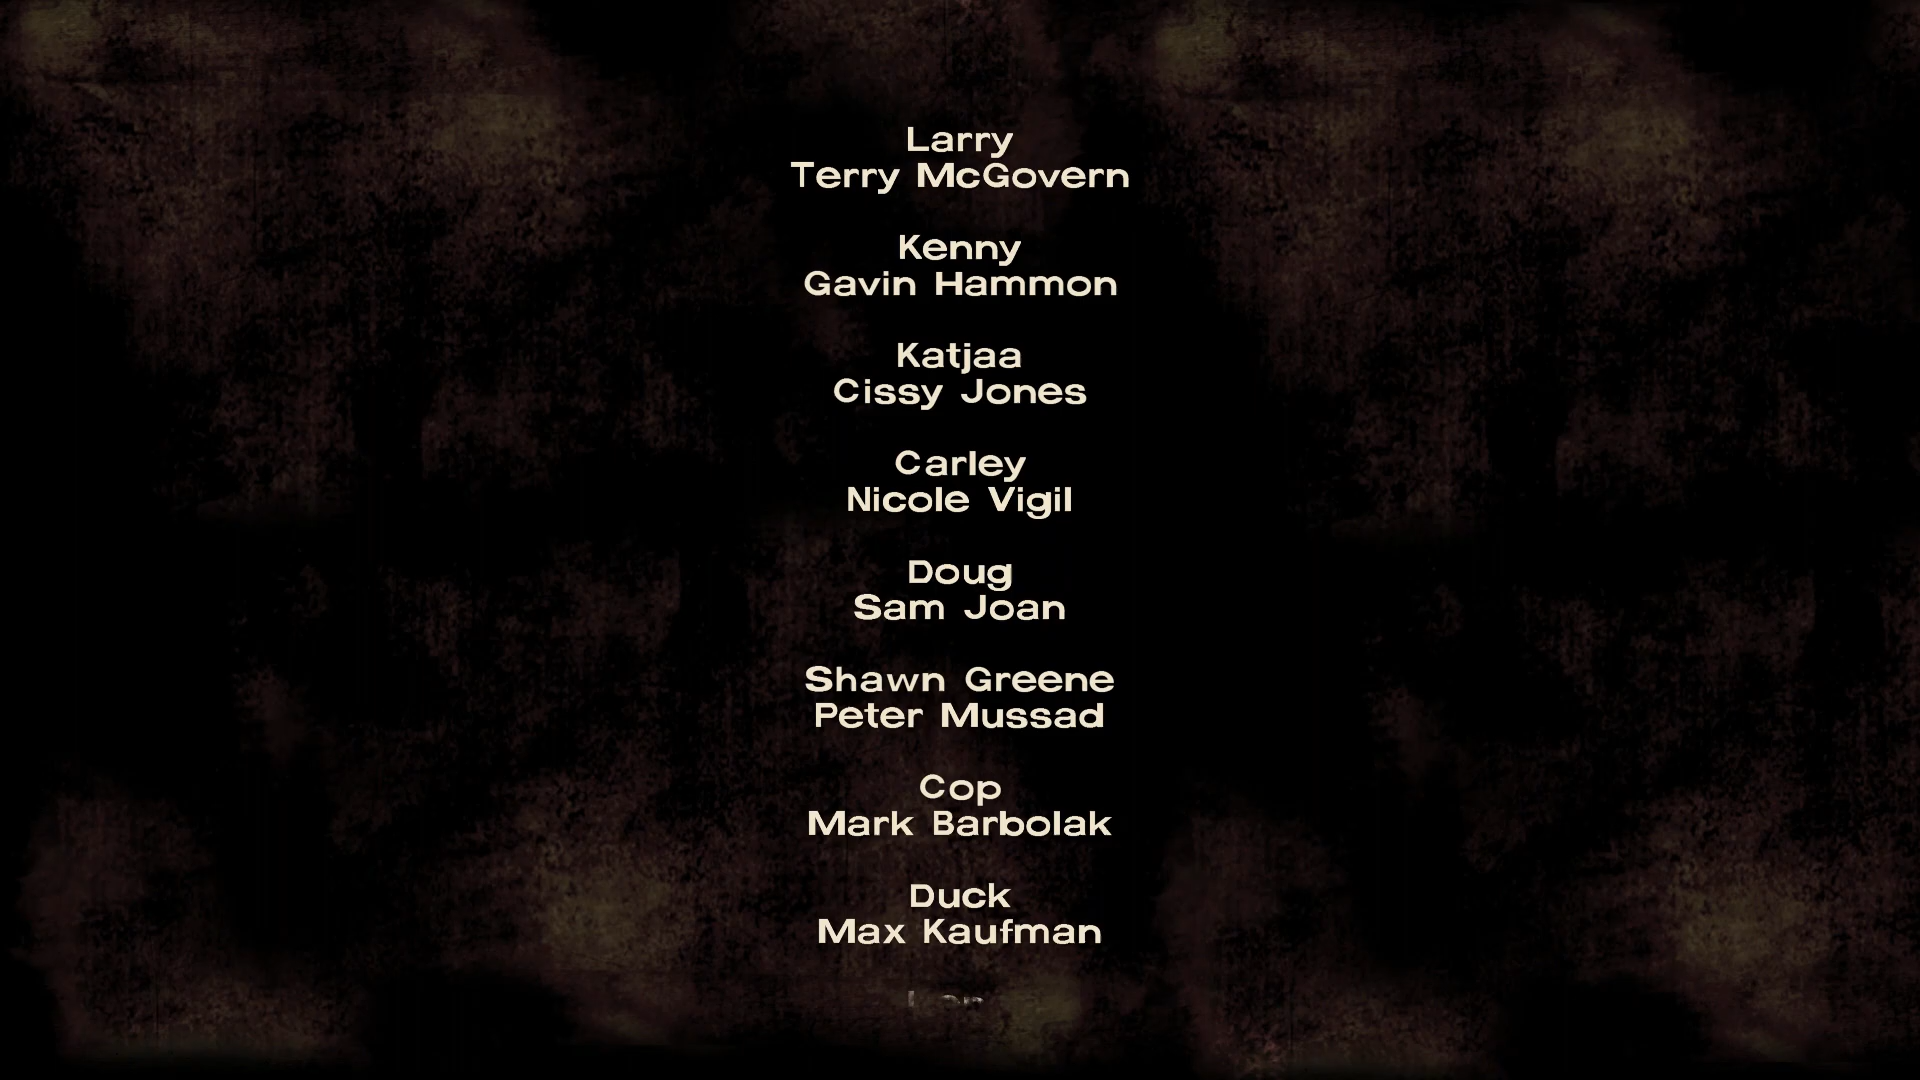 Larry
Terry McGovern
Kenny
Gavin Hammon
Katjaa
Cissy Jones
Carley
Nicole Vigil
Doug
Sam Joan
Shawn Greene
Peter Mussad
Cop
Mark Barbolak
Duck
Max Kaufman